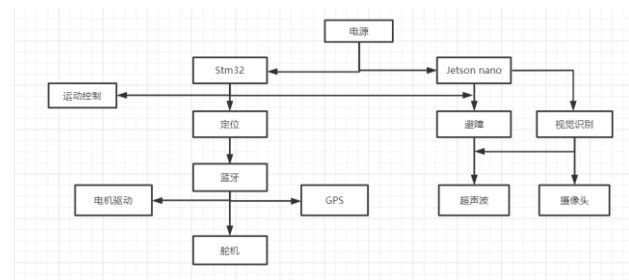 电源
Stm32
Jetson nano
运动控制
定位
避障
视觉识别
蓝牙
电机驱动
GPS
超声波
摄像头
舵机